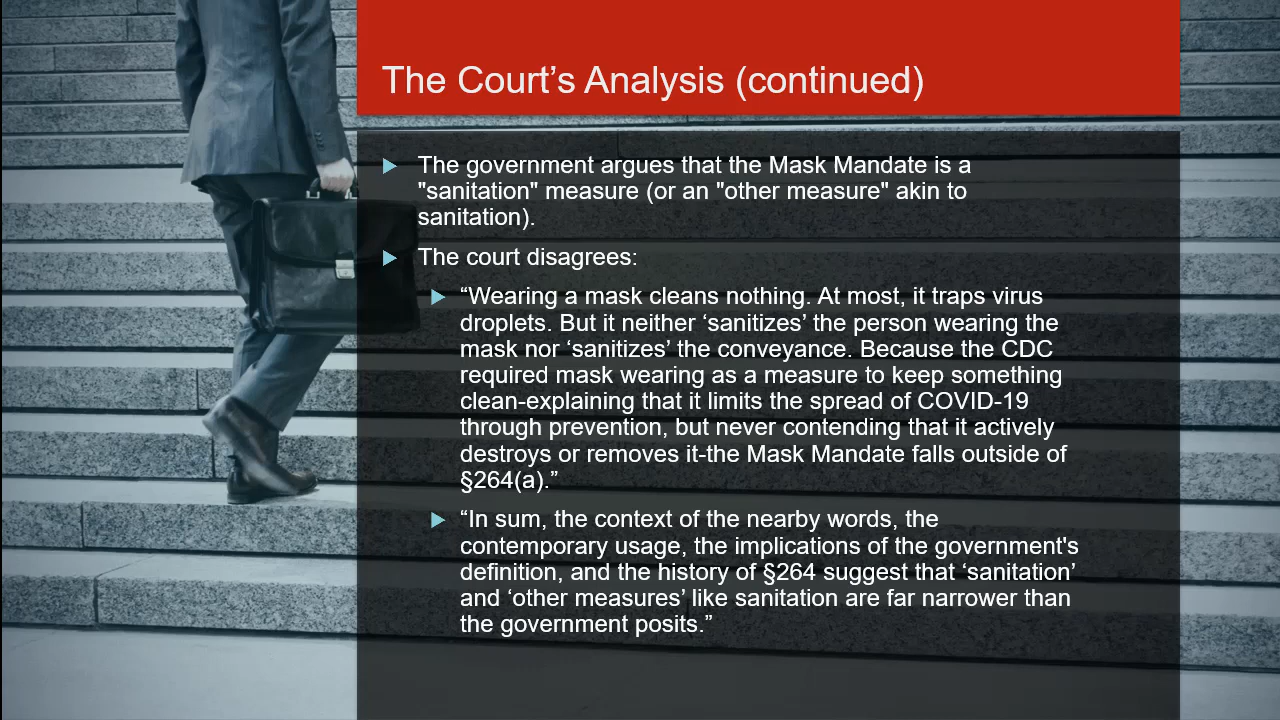 The Court’s Analysis (continued)
The government argues that the Mask Mandate is a
"sanitation" measure (or an "other measure" akin to
sanitation).
The court disagrees:
“Wearing a mask cleans nothing. At most, it traps virus
droplets. But it neither ‘sanitizes’ the person wearing the
mask nor ‘sanitizes’ the conveyance. Because the CDC
required mask wearing as a measure to keep something
clean-explaining that it limits the spread of COVID-19
through prevention, but never contending that it actively
destroys or removes it-the Mask Mandate falls outside of
§264(a).”
“In sum, the context of the nearby words, the
contemporary usage, the implications of the government's
definition, and the history of §264 suggest that ‘sanitation’
and ‘other measures’ like sanitation are far narrower than
the government posits.”